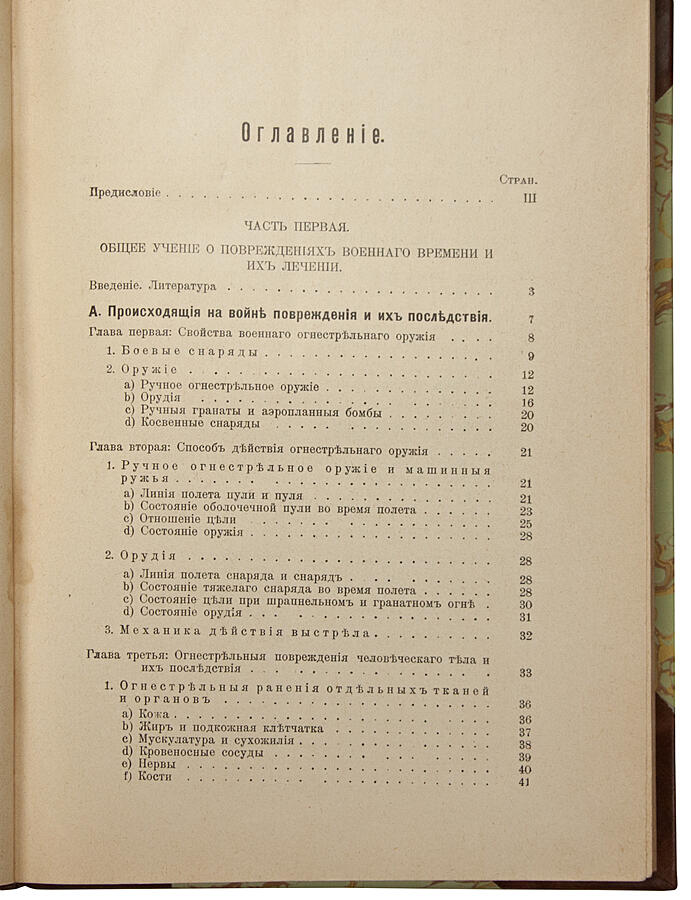 Оглавленіе.
Стран.
Предисловіе . . . . . . . . . . . . . . . . . . . . . . . . . III
ЧАСТЬ ПЕРВАЯ.
ОБЩЕЕ УЧЕНІЕ О ПОВРЕЖДЕНІЯХЪ ВОЕННАГО ВРЕМЕНИ И
ИХЪ ЛЕЧЕНІИ.
Введеніе. Литература . . . . . . . . . . . . . . . . . . . . 3
А. Происходящія на войнѣ поврежденія и ихъ послѣдствія. 7
Глава первая: Свойства военнаго огнестрѣльнаго оружія . . . . 8
1. Боевые снаряды . . . . . . . . . . . . . . . . . . 9
2. Оружіе . . . . . . . . . . . . . . . . . . . . . . . 12
a) Ручное огнестрѣльное оружіе . . . . . . . . . . . . . 12
b) Орудія . . . . . . . . . . . . . . . . . . . . . . 16
c) Ручныя гранаты и аэропланныя бомбы . . . . . . . . 20
d) Косвенные снаряды . . . . . . . . . . . . . . . . 20
Глава вторая: Способъ дѣйствія огнестрѣльнаго оружія . . . . . 21
1. Ручное огнестрѣльное оружіе и машинныя
ружья . . . . . . . . . . . . . . . . . . . . . . . . 21
a) Линія полета пули и пуля . . . . . . . . . . . . . . 21
b) Состояніе оболочечной пули во время полета . . . . . . 23
c) Отношеніе цѣли . . . . . . . . . . . . . . . . . . 25
d) Состояніе оружія . . . . . . . . . . . . . . . . . . 28
2. Орудія . . . . . . . . . . . . . . . . . . . . . . . 28
a) Линія полета снаряда и снарядъ . . . . . . . . . . . 28
b) Состояніе тяжелаго снаряда во время полета . . . . . . 28
c) Состояніе цѣли при шрапнельномъ и гранатномъ огнѣ . 30
d) Состояніе орудія . . . . . . . . . . . . . . . . . . 31
3. Механика дѣйствія выстрѣла . . . . . . . . . . 32
Глава третья: Огнестрѣльныя поврежденія человѣческаго тѣла и
ихъ послѣдствія . . . . . . . . . . . . . . . . . . . 33
1. Огнестрѣльныя раненія отдѣльныхъ тканей
и органовъ . . . . . . . . . . . . . . . . . . . . . 36
a) Кожа . . . . . . . . . . . . . . . . . . . . . . . 36
b) Жиръ и подкожная клѣтчатка . . . . . . . . . . . . 37
c) Мускулатура и сухожилія . . . . . . . . . . . . . . 38
d) Кровеносные сосуды . . . . . . . . . . . . . . . . 39
e) Нервы . . . . . . . . . . . . . . . . . . . . . . 40
f) Кости . . . . . . . . . . . . . . . . . . . . . . 41